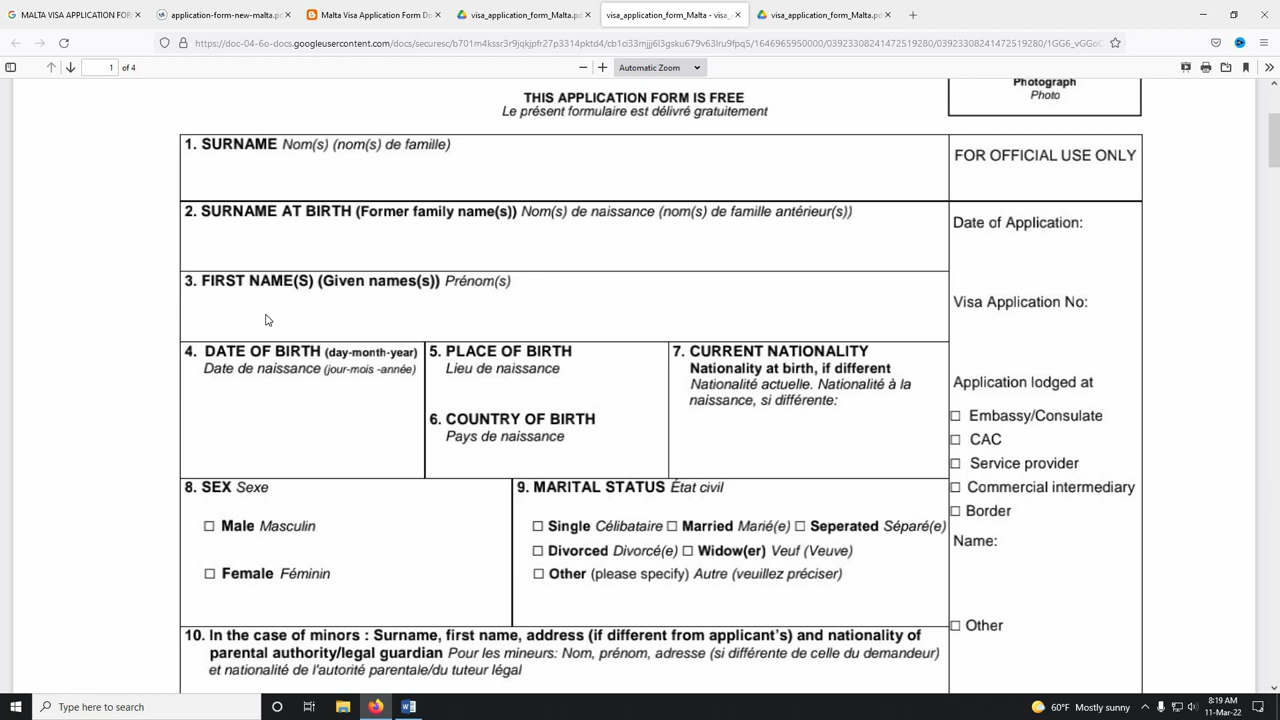 MALTA VISA APPLICATION FOR
application-form-new-malta.pdf
Malta Visa Application Form Do
visa_application_form_Malta.pdf
visa_application_form_Malta - visa_
visa_application_form_Malta.pdf
1 of 4
Automatic Zoom
Photograph
Photo
THIS APPLICATION FORM IS FREE
Le présent formulaire est délivré gratuitement
1. SURNAME Nom(s) (nom(s) de famille)
FOR OFFICIAL USE ONLY
2. SURNAME AT BIRTH (Former family name(s)) Nom(s) de naissance (nom(s) de famille antérieur(s))
Date of Application:
3. FIRST NAME(S) (Given names(s)) Prénom(s)
Visa Application No:
4. DATE OF BIRTH (day-month-year)
Date de naissance (jour-mois -année)
5. PLACE OF BIRTH
Lieu de naissance
6. COUNTRY OF BIRTH
Pays de naissance
7. CURRENT NATIONALITY
Nationality at birth, if different
Nationalité actuelle. Nationalité à la
naissance, si différente:
Application lodged at
□ Embassy/Consulate
□ CAC
□ Service provider
□ Commercial intermediary
□ Border
Name:
□ Other
8. SEX Sexe
□ Male Masculin
□ Female Féminin
9. MARITAL STATUS État civil
□ Single Célibataire □ Married Marié(e) □ Seperated Séparé(e)
□ Divorced Divorcé(e) □ Widow(er) Veuf (Veuve)
□ Other (please specify) Autre (veuillez préciser)
10. In the case of minors : Surname, first name, address (if different from applicant's) and nationality of
parental authority/legal guardian Pour les mineurs: Nom, prénom, adresse (si différente de celle du demandeur)
et nationalité de l'autorité parentale/du tuteur légal
Type here to search
60°F Mostly sunny
8:19 AM
11-Mar-22